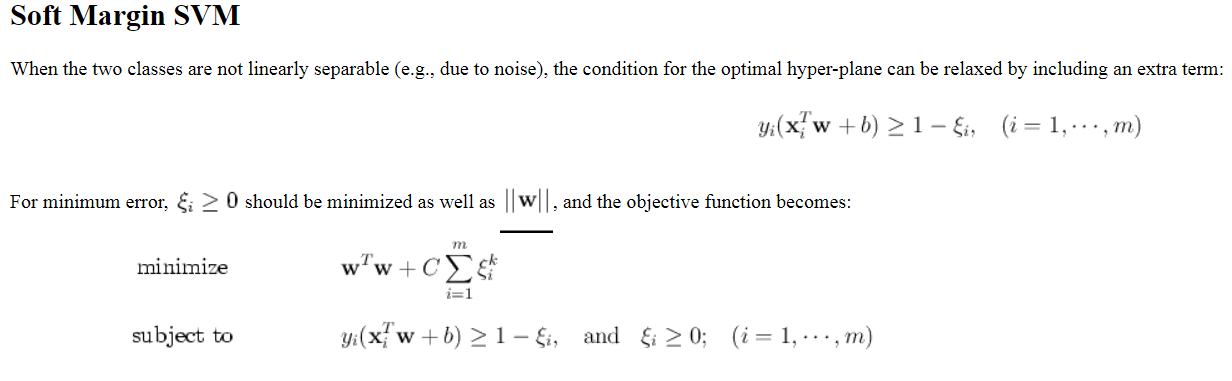 Soft Margin SVM
When the two classes are not linearly separable (e.g., due to noise), the condition for the optimal hyper-plane can be relaxed by including an extra term:
yᵢ(xᵢᵀw + b) ≥ 1 − ξᵢ, (i = 1, ⋯, m)
For minimum error, ξᵢ ≥ 0 should be minimized as well as ||w||, and the objective function becomes:
minimize wᵀw + C ∑ᵢ₌₁ᵐ ξᵢᵏ
subject to yᵢ(xᵢᵀw + b) ≥ 1 − ξᵢ, and ξᵢ ≥ 0; (i = 1, ⋯, m)